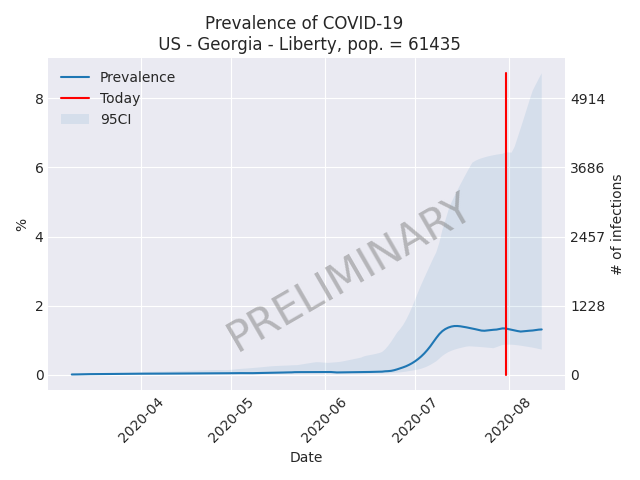 Prevalence of COVID-19
US - Georgia - Liberty, pop. = 61435
Prevalence
Today
95CI
8
6
4
2
0
%
4914
3686
2457
1228
0
# of infections
PRELIMINARY
2020-04
2020-05
2020-06
2020-07
2020-08
Date